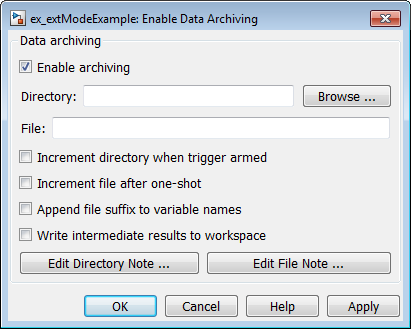 ex_extModeExample: Enable Data Archiving
Data archiving
Enable archiving
Directory: Browse ...
File:
Increment directory when trigger armed
Increment file after one-shot
Append file suffix to variable names
Write intermediate results to workspace
Edit Directory Note ... Edit File Note ...
OK Cancel Help Apply